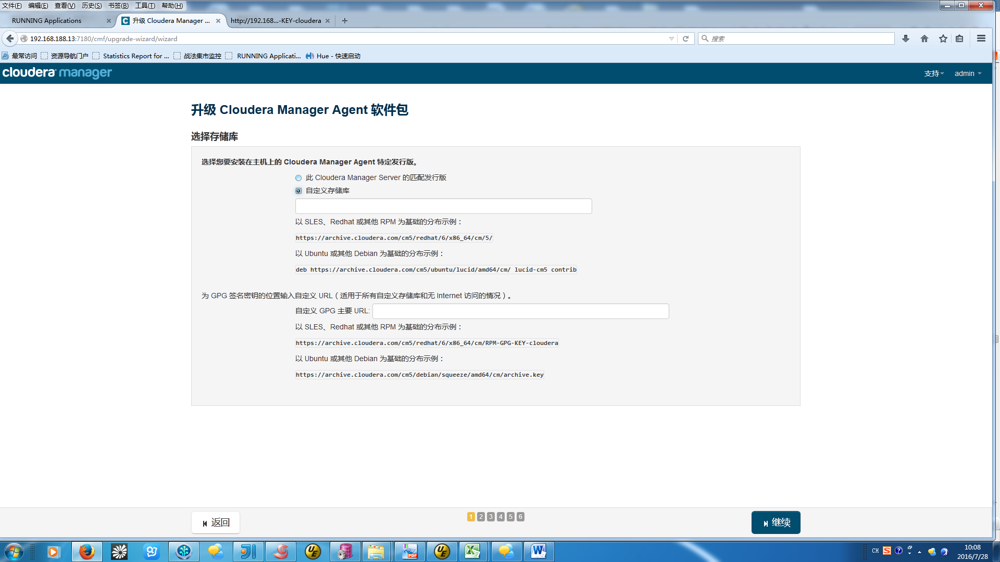 文件(F) 编辑(E) 查看(V) 历史(S) 书签(B) 工具(T) 帮助(H)
RUNNING Applications
升级 Cloudera Manager ...
http://192.168...-KEY-cloudera
192.168.188.13:7180/cmf/upgrade-wizard/wizard
搜索
最常访问 资源导航门户 Statistics Report for ... 战法集市监控 RUNNING Applicati... Hue - 快速启动
cloudera manager
支持 admin
升级 Cloudera Manager Agent 软件包
选择存储库
选择您要安装在主机上的 Cloudera Manager Agent 特定发行版。
此 Cloudera Manager Server 的匹配发行版
自定义存储库
以 SLES、Redhat 或其他 RPM 为基础的分布示例：
https://archive.cloudera.com/cm5/redhat/6/x86_64/cm/5/
以 Ubuntu 或其他 Debian 为基础的分布示例：
deb https://archive.cloudera.com/cm5/ubuntu/lucid/amd64/cm/ lucid-cm5 contrib
为 GPG 签名密钥的位置输入自定义 URL（适用于所有自定义存储库和无 Internet 访问的情况）。
自定义 GPG 主要 URL:
以 SLES、Redhat 或其他 RPM 为基础的分布示例：
https://archive.cloudera.com/cm5/redhat/6/x86_64/cm/RPM-GPG-KEY-cloudera
以 Ubuntu 或其他 Debian 为基础的分布示例：
https://archive.cloudera.com/cm5/debian/squeeze/amd64/cm/archive.key
返回
1 2 3 4 5 6
继续
CH
10:08
2016/7/28